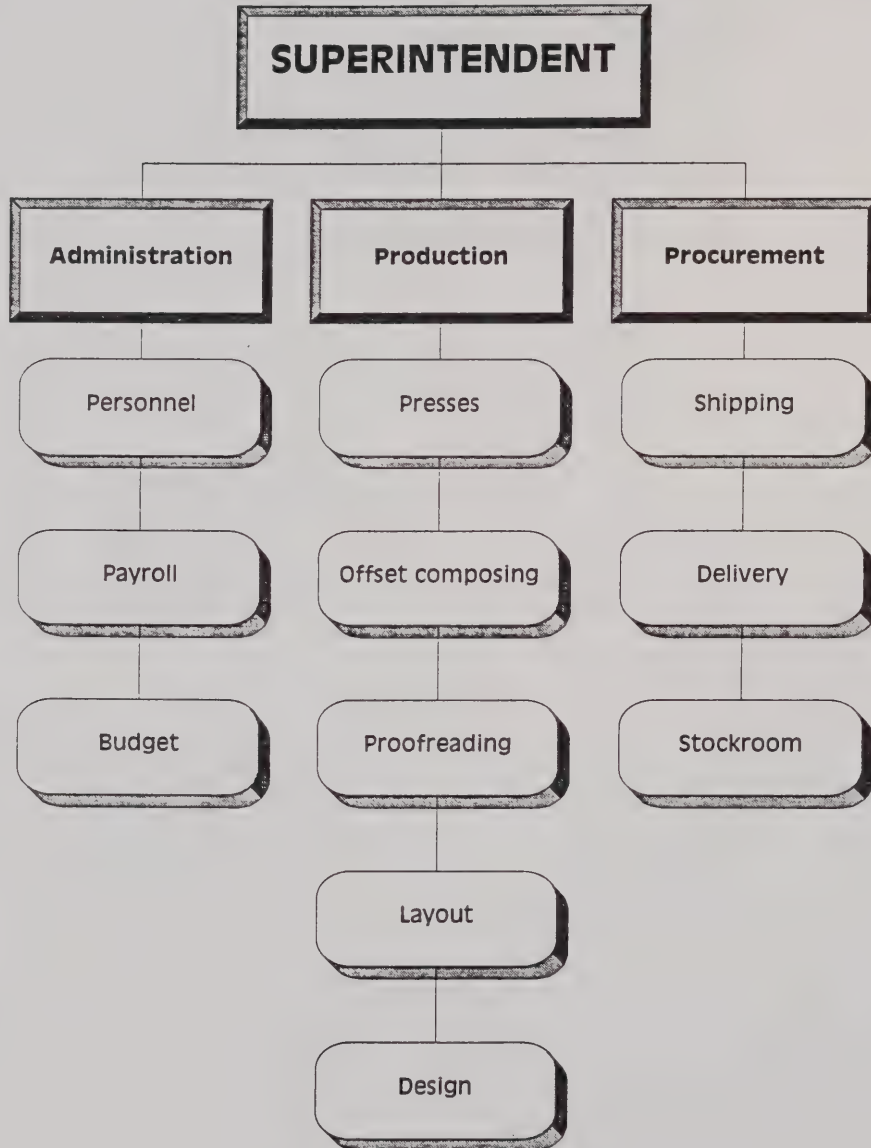 SUPERINTENDENT
Administration
Production
Procurement
Personnel
Presses
Shipping
Payroll
Offset composing
Delivery
Budget
Proofreading
Stockroom
Layout
Design